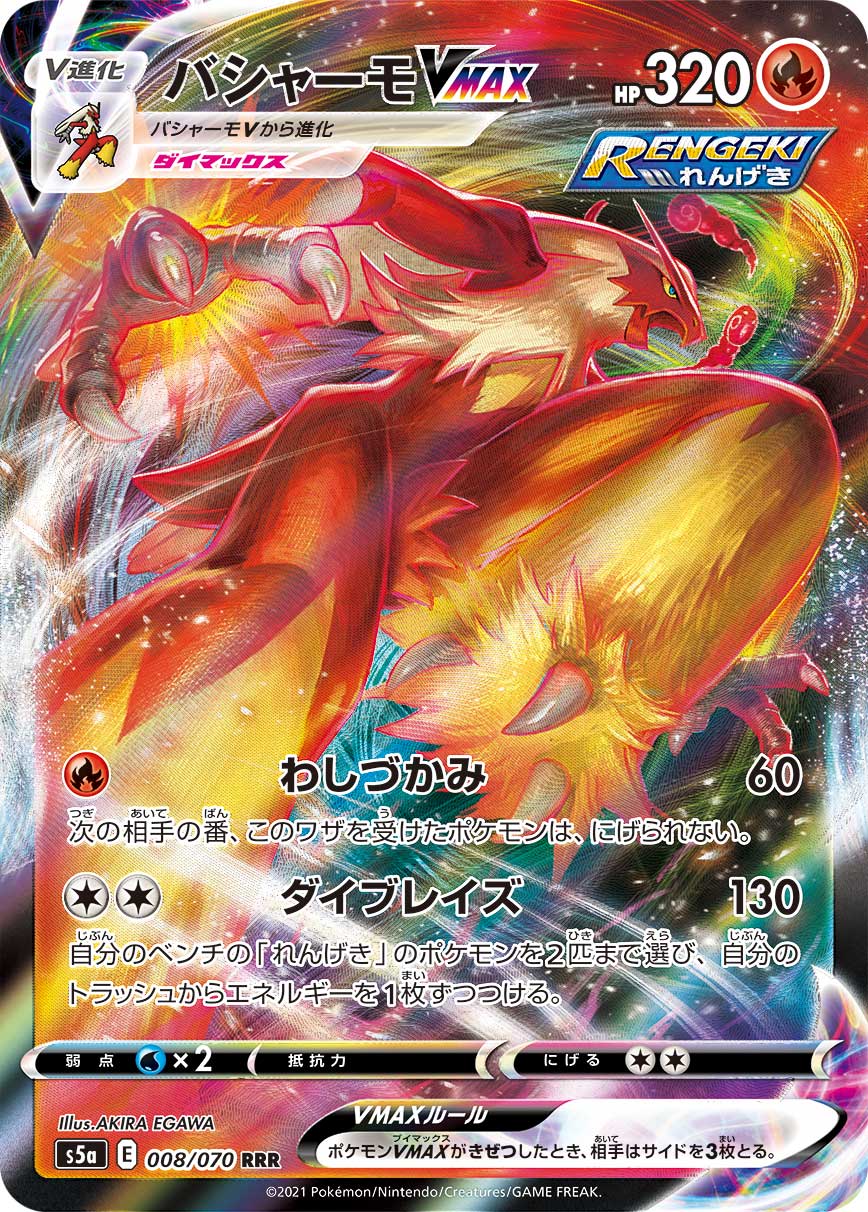 V進化
バシャーモVMAX
HP320
バシャーモVから進化
ダイマックス
RENGEKI
れんげき
わしづかみ 60
次の相手の番、このワザを受けたポケモンは、にげられない。
ダイブレイズ 130
自分のベンチの「れんげき」のポケモンを2匹まで選び、自分の
トラッシュからエネルギーを1枚ずつつける。
弱点 ×2 抵抗力 にげる
Illus.AKIRA EGAWA
VMAXルール
ポケモンVMAXがきぜつしたとき、相手はサイドを3枚とる。
s5a E 008/070 RRR
©2021 Pokémon/Nintendo/Creatures/GAME FREAK.